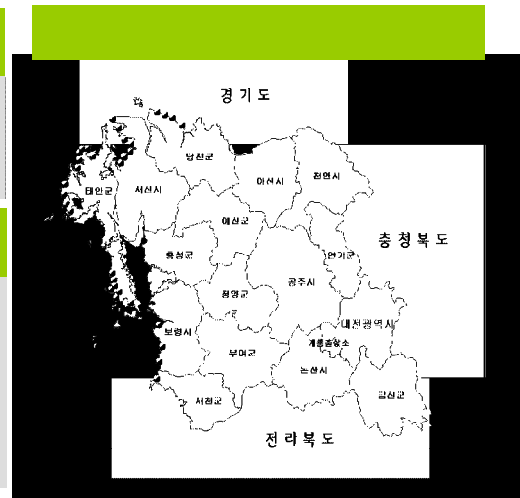 경기도
당진군
아산시
천안시
태안군
서산시
예산군
충청북도
홍성군
연기군
청양군
공주시
보령시
대전광역시
계룡출장소
부여군
논산시
금산군
서천군
전라북도